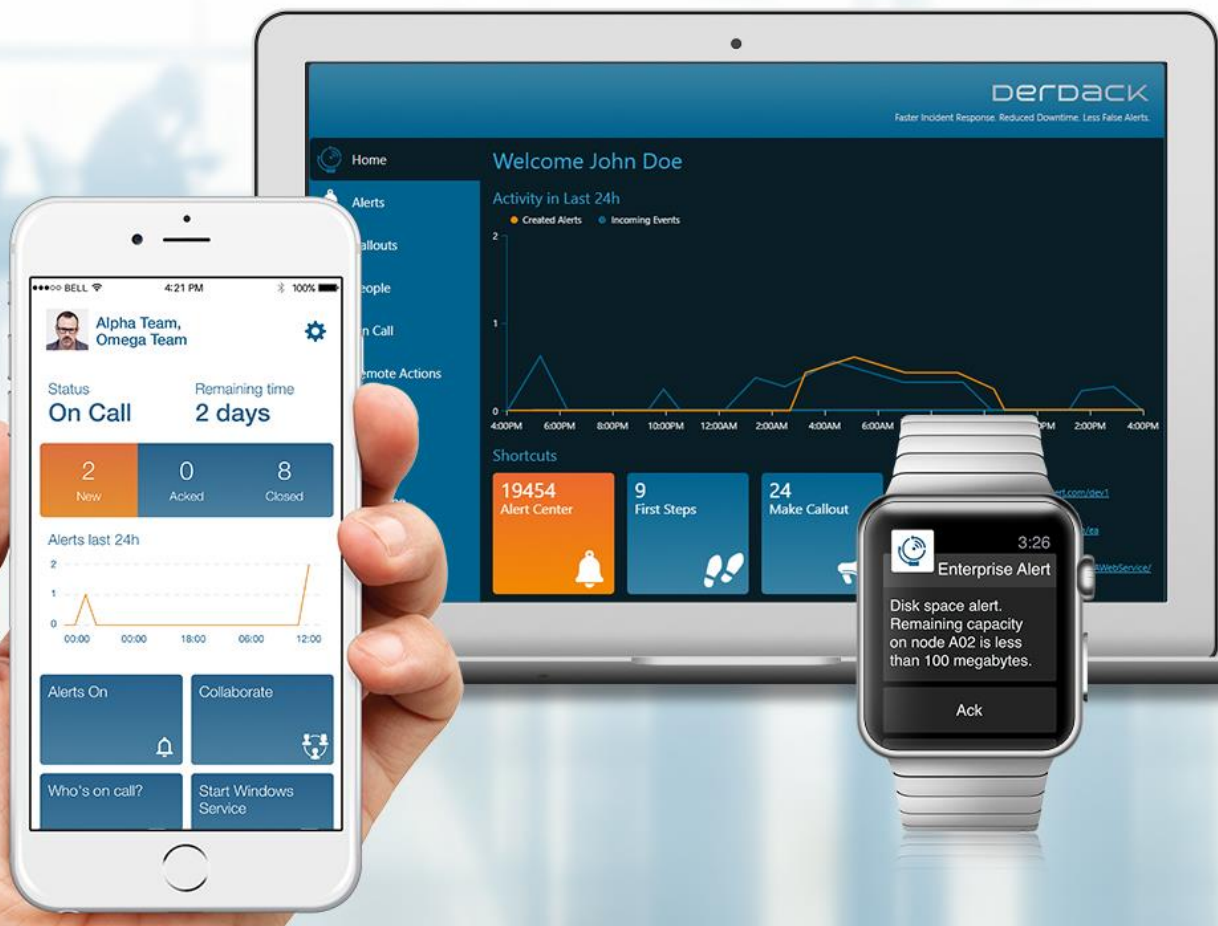 DERDACK
Faster Incident Response. Reduced Downtime. Less False Alerts.
Home
Alerts
allouts
eople
n Call
emote Actions
Welcome John Doe
Activity in Last 24h
Created Alerts
Incoming Events
2
1
0
4:00PM 6:00PM 8:00PM 10:00PM 12:00AM 2:00AM 4:00AM 6:00AM PM 2:00PM 4:00PM
Shortcuts
19454
Alert Center
9
First Steps
24
Make Callout
ert.com/dev1
/ea
AWebService/
BELL 4:21 PM 100%
Alpha Team,
Omega Team
Status Remaining time
On Call 2 days
2 0 8
New Acked Closed
Alerts last 24h
2
1
0
00:00 00:00 18:00 06:00 12:00
Alerts On Collaborate
Who's on call? Start Windows
Service
3:26
Enterprise Alert
Disk space alert.
Remaining capacity
on node A02 is less
than 100 megabytes.
Ack